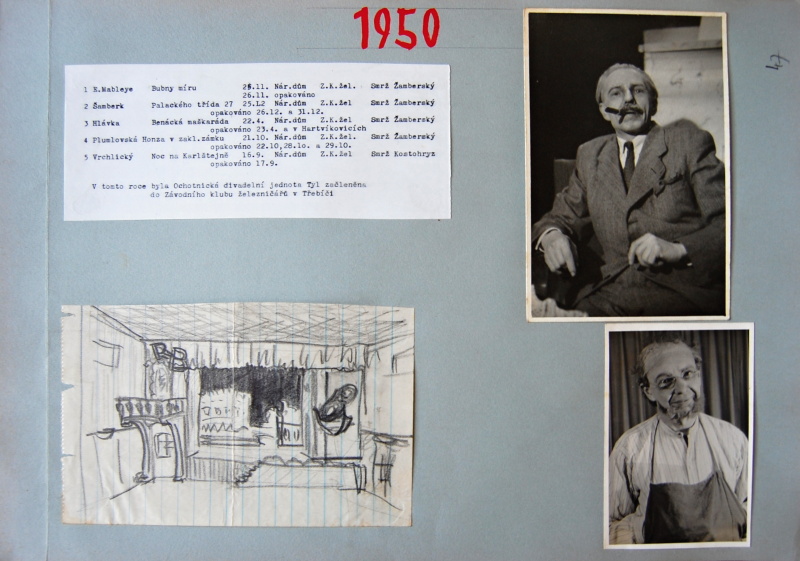 1950
47
1 E.Mableye Bubny míru 25.11. Nár.dům Z.K.žel. Smrž Žamberský
26.11. opakováno
2 Šamberk Palackého třída 27 25.12 Nár.dům Z.K.žel Smrž Žamberský
opakováno 26.12. a 31.12.
3 Hlávka Benácká maškaráda 22.4. Nár.dům Z.K.žel Smrž Žamberský
opakováno 23.4. a v Hartvíkovicích
4 Plumlovská Honza v zakl.zámku 21.10. Nár.dům Z.K.žel. Smrž Žamberský
opakováno 22.10,28.1o. a 29.10.
5 Vrchlický Noc na Karlštejně 16.9. Nár.dům Z.K.žel Smrž Kostohryz
opakováno 17.9.
V tomto roce byla Ochotnická divadelní jednota Tyl začleněna
do Závodního klubu železničářů v Třebíči